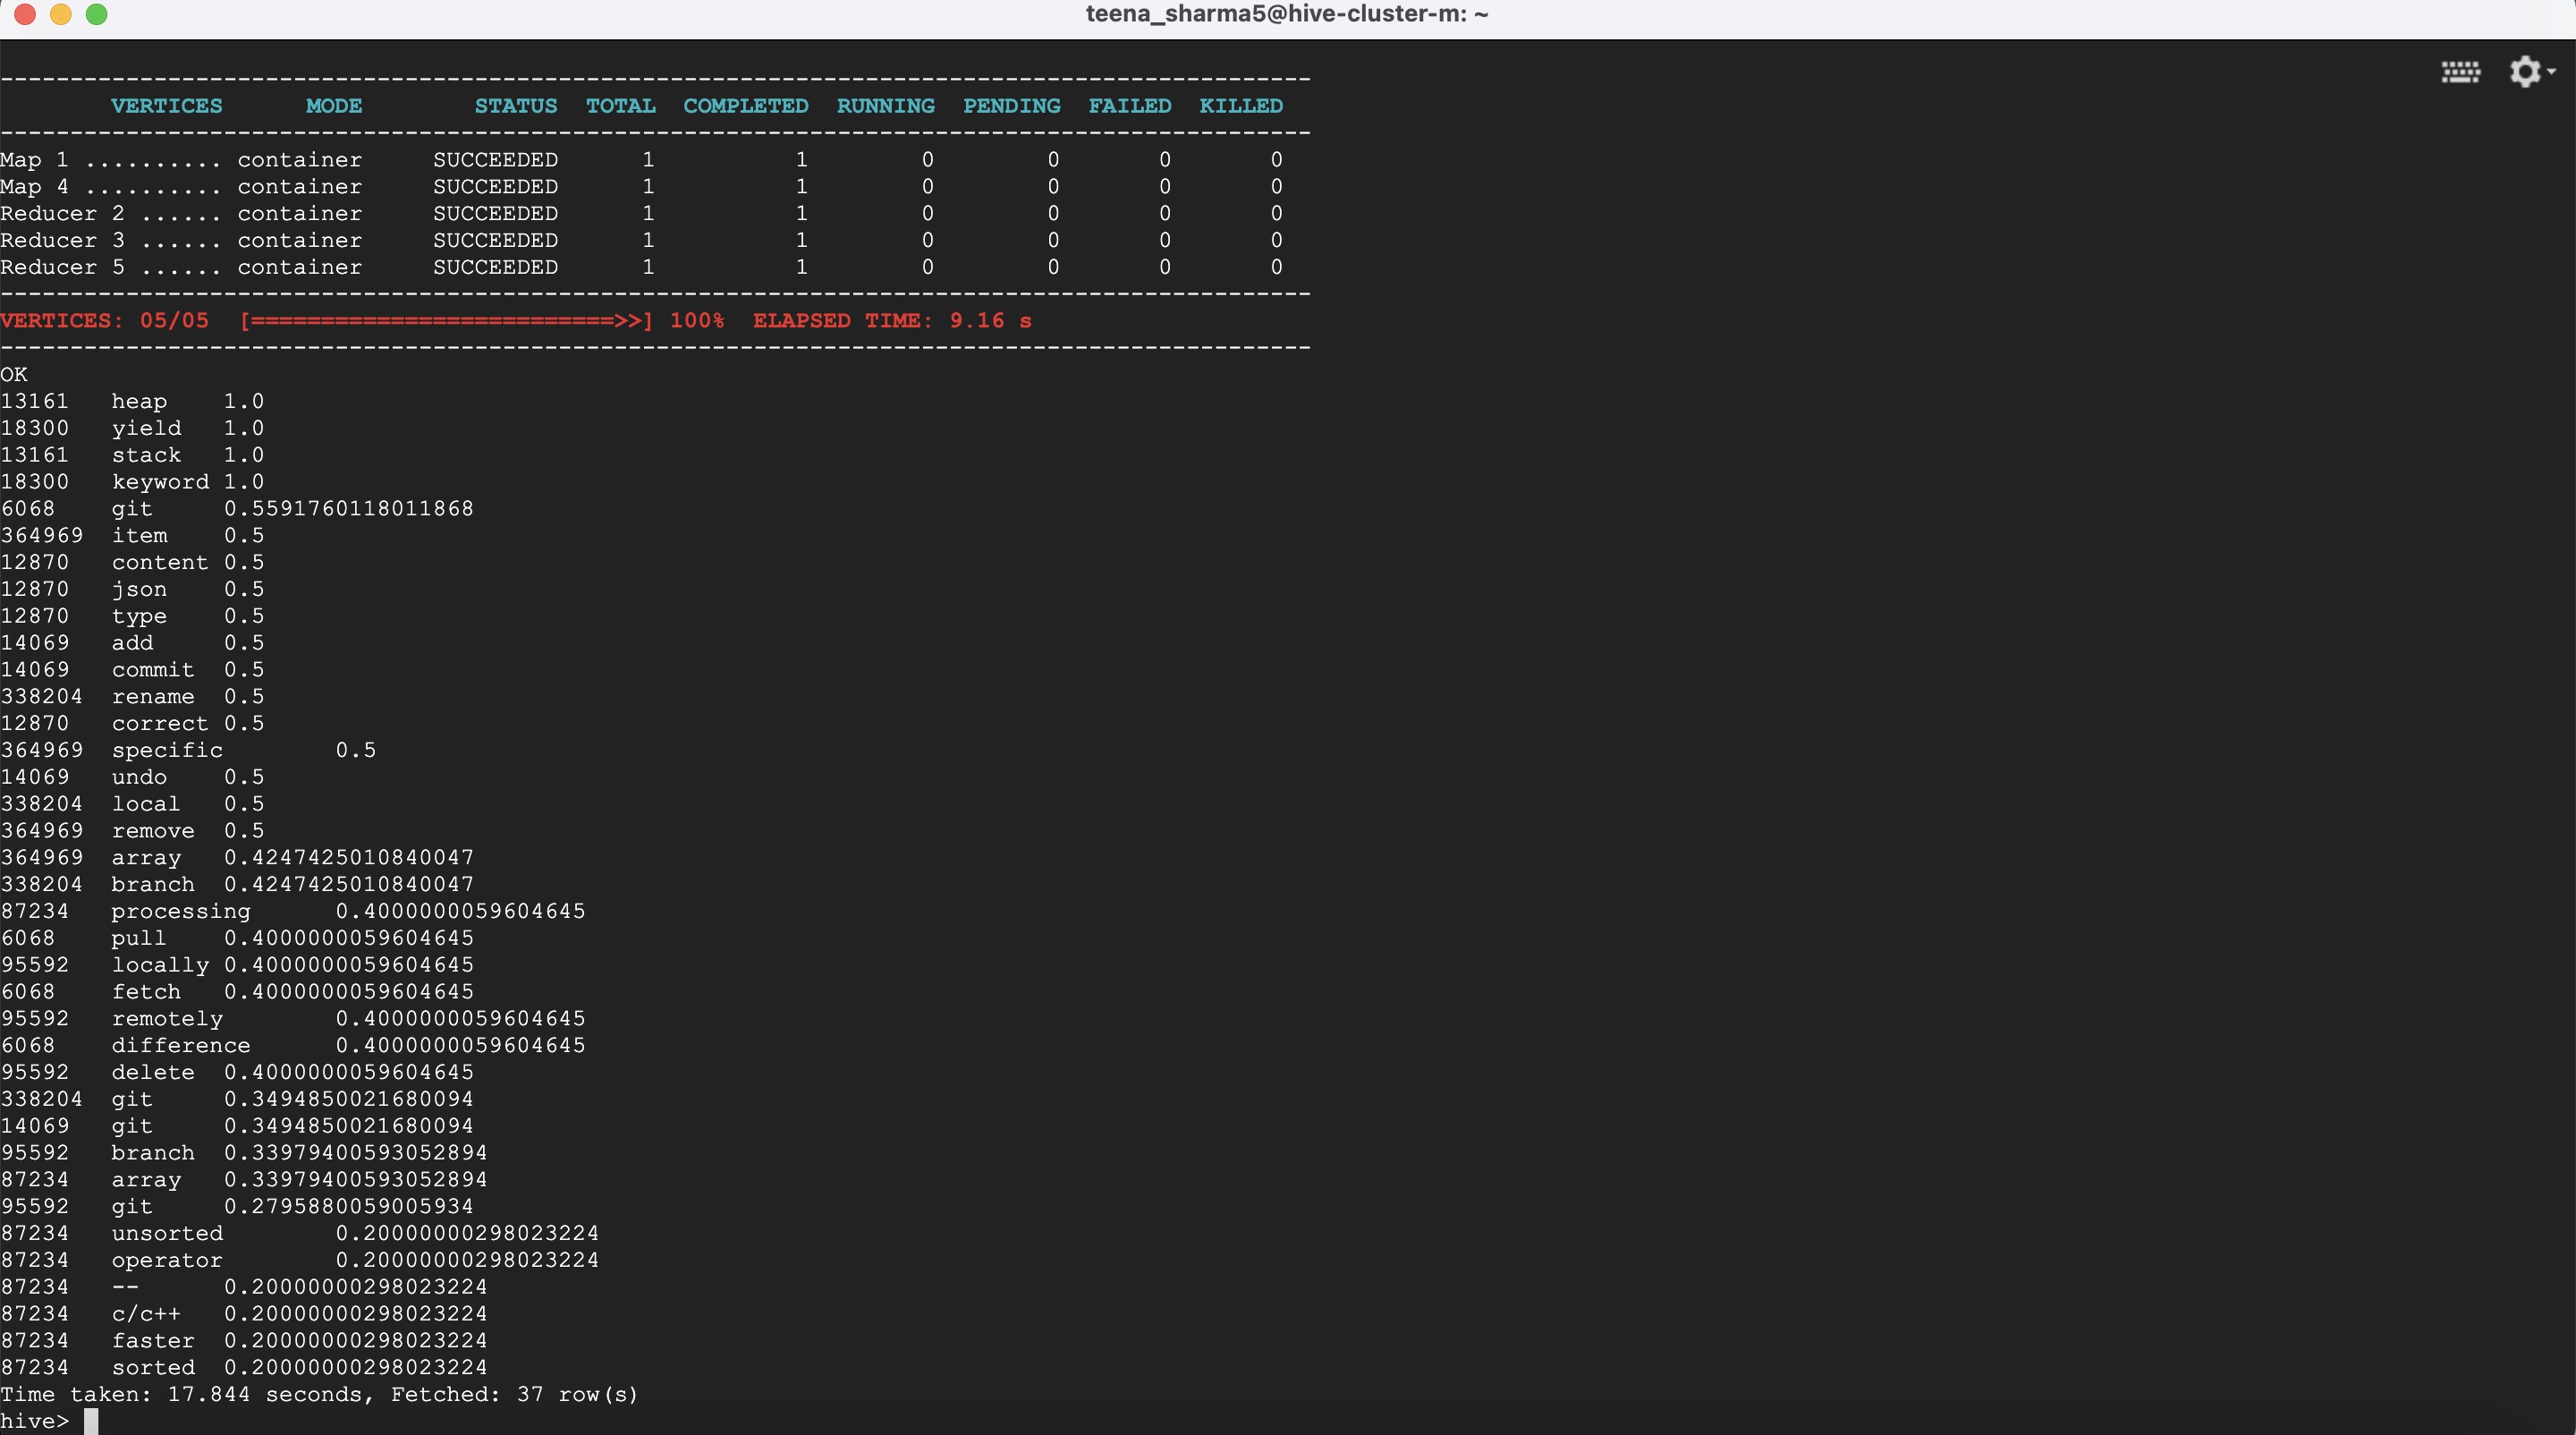 teena_sharma5@hive-cluster-m: ~
----------------------------------------------------------------------------------------------
        VERTICES      MODE        STATUS  TOTAL  COMPLETED  RUNNING  PENDING  FAILED  KILLED
----------------------------------------------------------------------------------------------
Map 1 .......... container     SUCCEEDED      1          1        0        0       0       0
Map 4 .......... container     SUCCEEDED      1          1        0        0       0       0
Reducer 2 ...... container     SUCCEEDED      1          1        0        0       0       0
Reducer 3 ...... container     SUCCEEDED      1          1        0        0       0       0
Reducer 5 ...... container     SUCCEEDED      1          1        0        0       0       0
----------------------------------------------------------------------------------------------
VERTICES: 05/05  [==========================>>] 100%  ELAPSED TIME: 9.16 s
----------------------------------------------------------------------------------------------
OK
13161   heap    1.0
18300   yield   1.0
13161   stack   1.0
18300   keyword 1.0
6068    git     0.5591760118011868
364969  item    0.5
12870   content 0.5
12870   json    0.5
12870   type    0.5
14069   add     0.5
14069   commit  0.5
338204  rename  0.5
12870   correct 0.5
364969  specific        0.5
14069   undo    0.5
338204  local   0.5
364969  remove  0.5
364969  array   0.4247425010840047
338204  branch  0.4247425010840047
87234   processing      0.4000000059604645
6068    pull    0.4000000059604645
95592   locally 0.4000000059604645
6068    fetch   0.4000000059604645
95592   remotely        0.4000000059604645
6068    difference      0.4000000059604645
95592   delete  0.4000000059604645
338204  git     0.3494850021680094
14069   git     0.3494850021680094
95592   branch  0.33979400593052894
87234   array   0.33979400593052894
95592   git     0.2795880059005934
87234   unsorted        0.20000000298023224
87234   operator        0.20000000298023224
87234   --      0.20000000298023224
87234   c/c++   0.20000000298023224
87234   faster  0.20000000298023224
87234   sorted  0.20000000298023224
Time taken: 17.844 seconds, Fetched: 37 row(s)
hive>